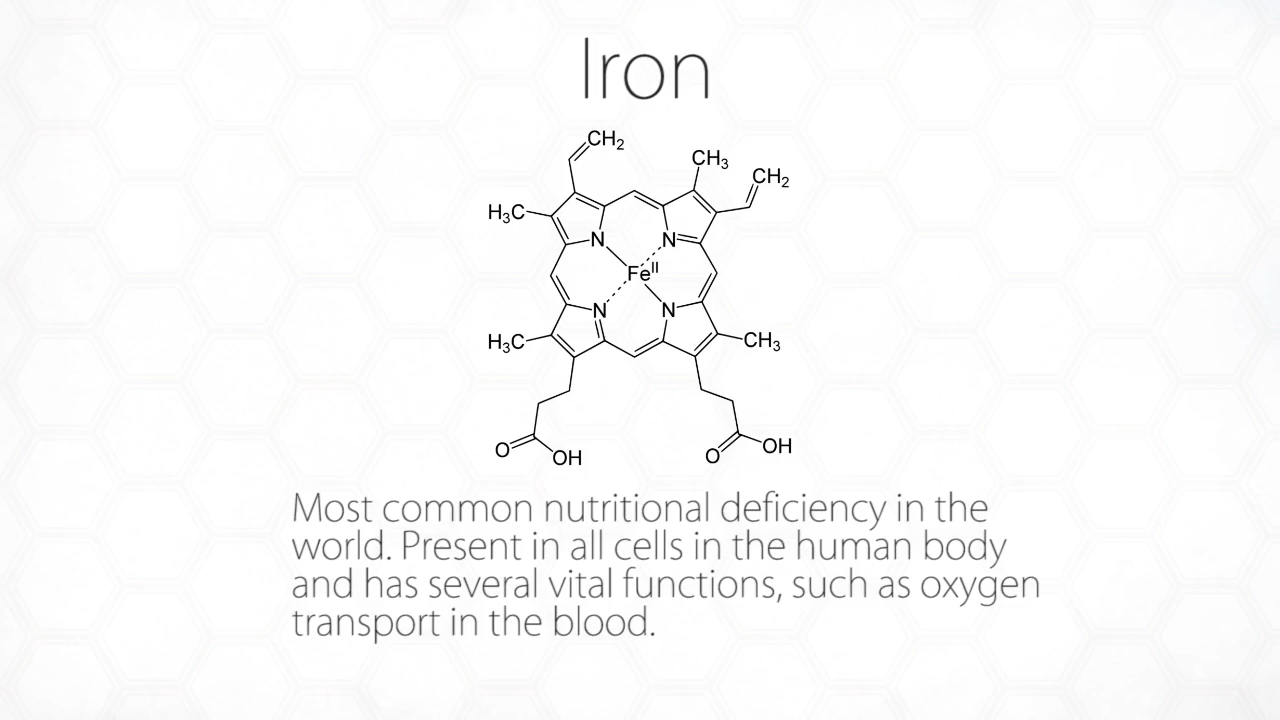 Iron
CH₂
CH₃
CH₂
H₃C
N
N
Feᴵᴵ
N
N
H₃C
CH₃
O
OH
O
OH
Most common nutritional deficiency in the
world. Present in all cells in the human body
and has several vital functions, such as oxygen
transport in the blood.